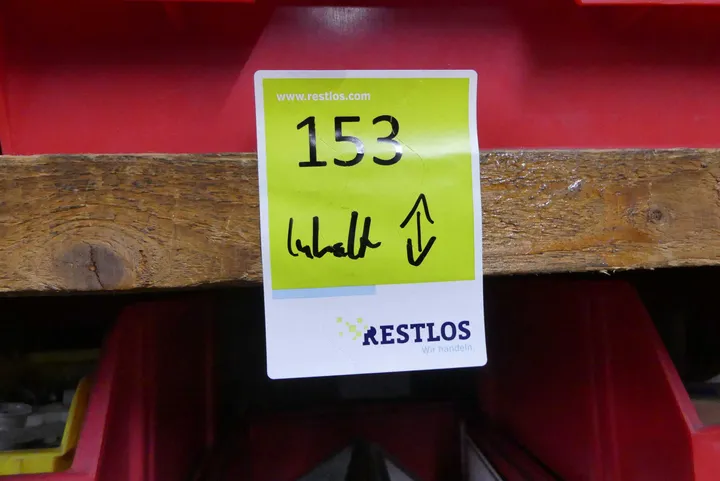 www.restlos.com
153
Inhalt ↕
RESTLOS
Wir handeln.